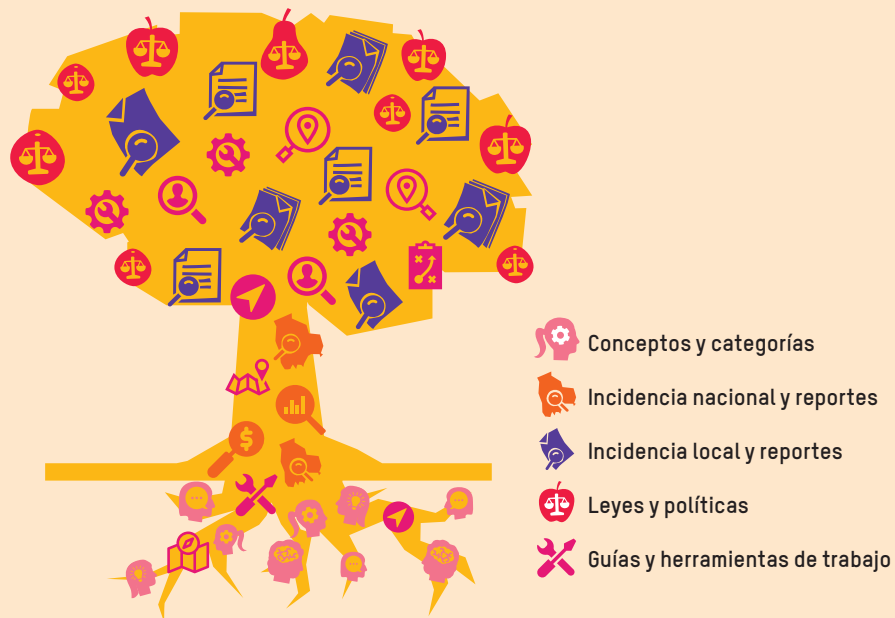 Conceptos y categorías
Incidencia nacional y reportes
Incidencia local y reportes
Leyes y políticas
Guías y herramientas de trabajo